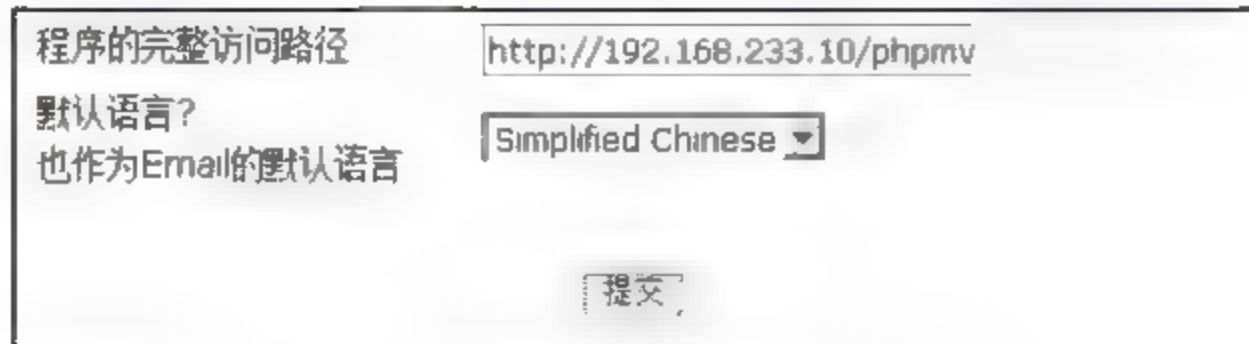 程序的完整访问路径 http://192.168.233.10/phpmv
默认语言?
也作为Email的默认语言 Simplified Chinese
提交